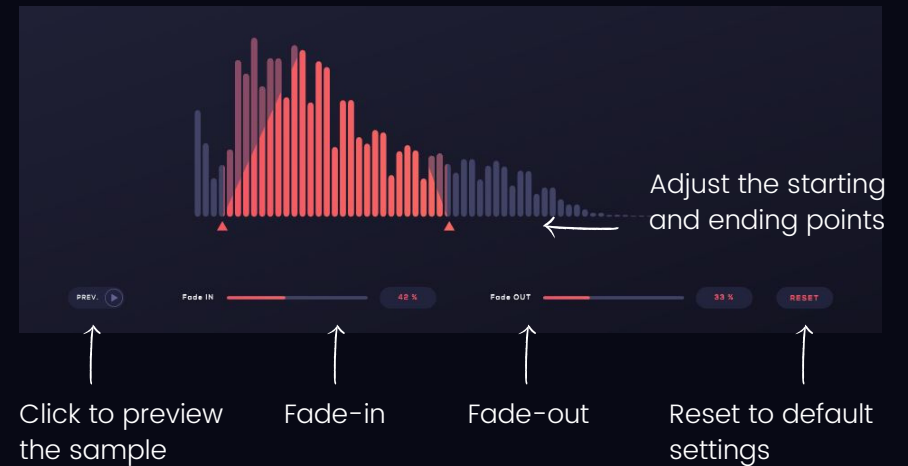 Adjust the starting
and ending points
PREV.
Fade IN
42 %
Fade OUT
33 %
RESET
Click to preview
the sample
Fade-in
Fade-out
Reset to default
settings